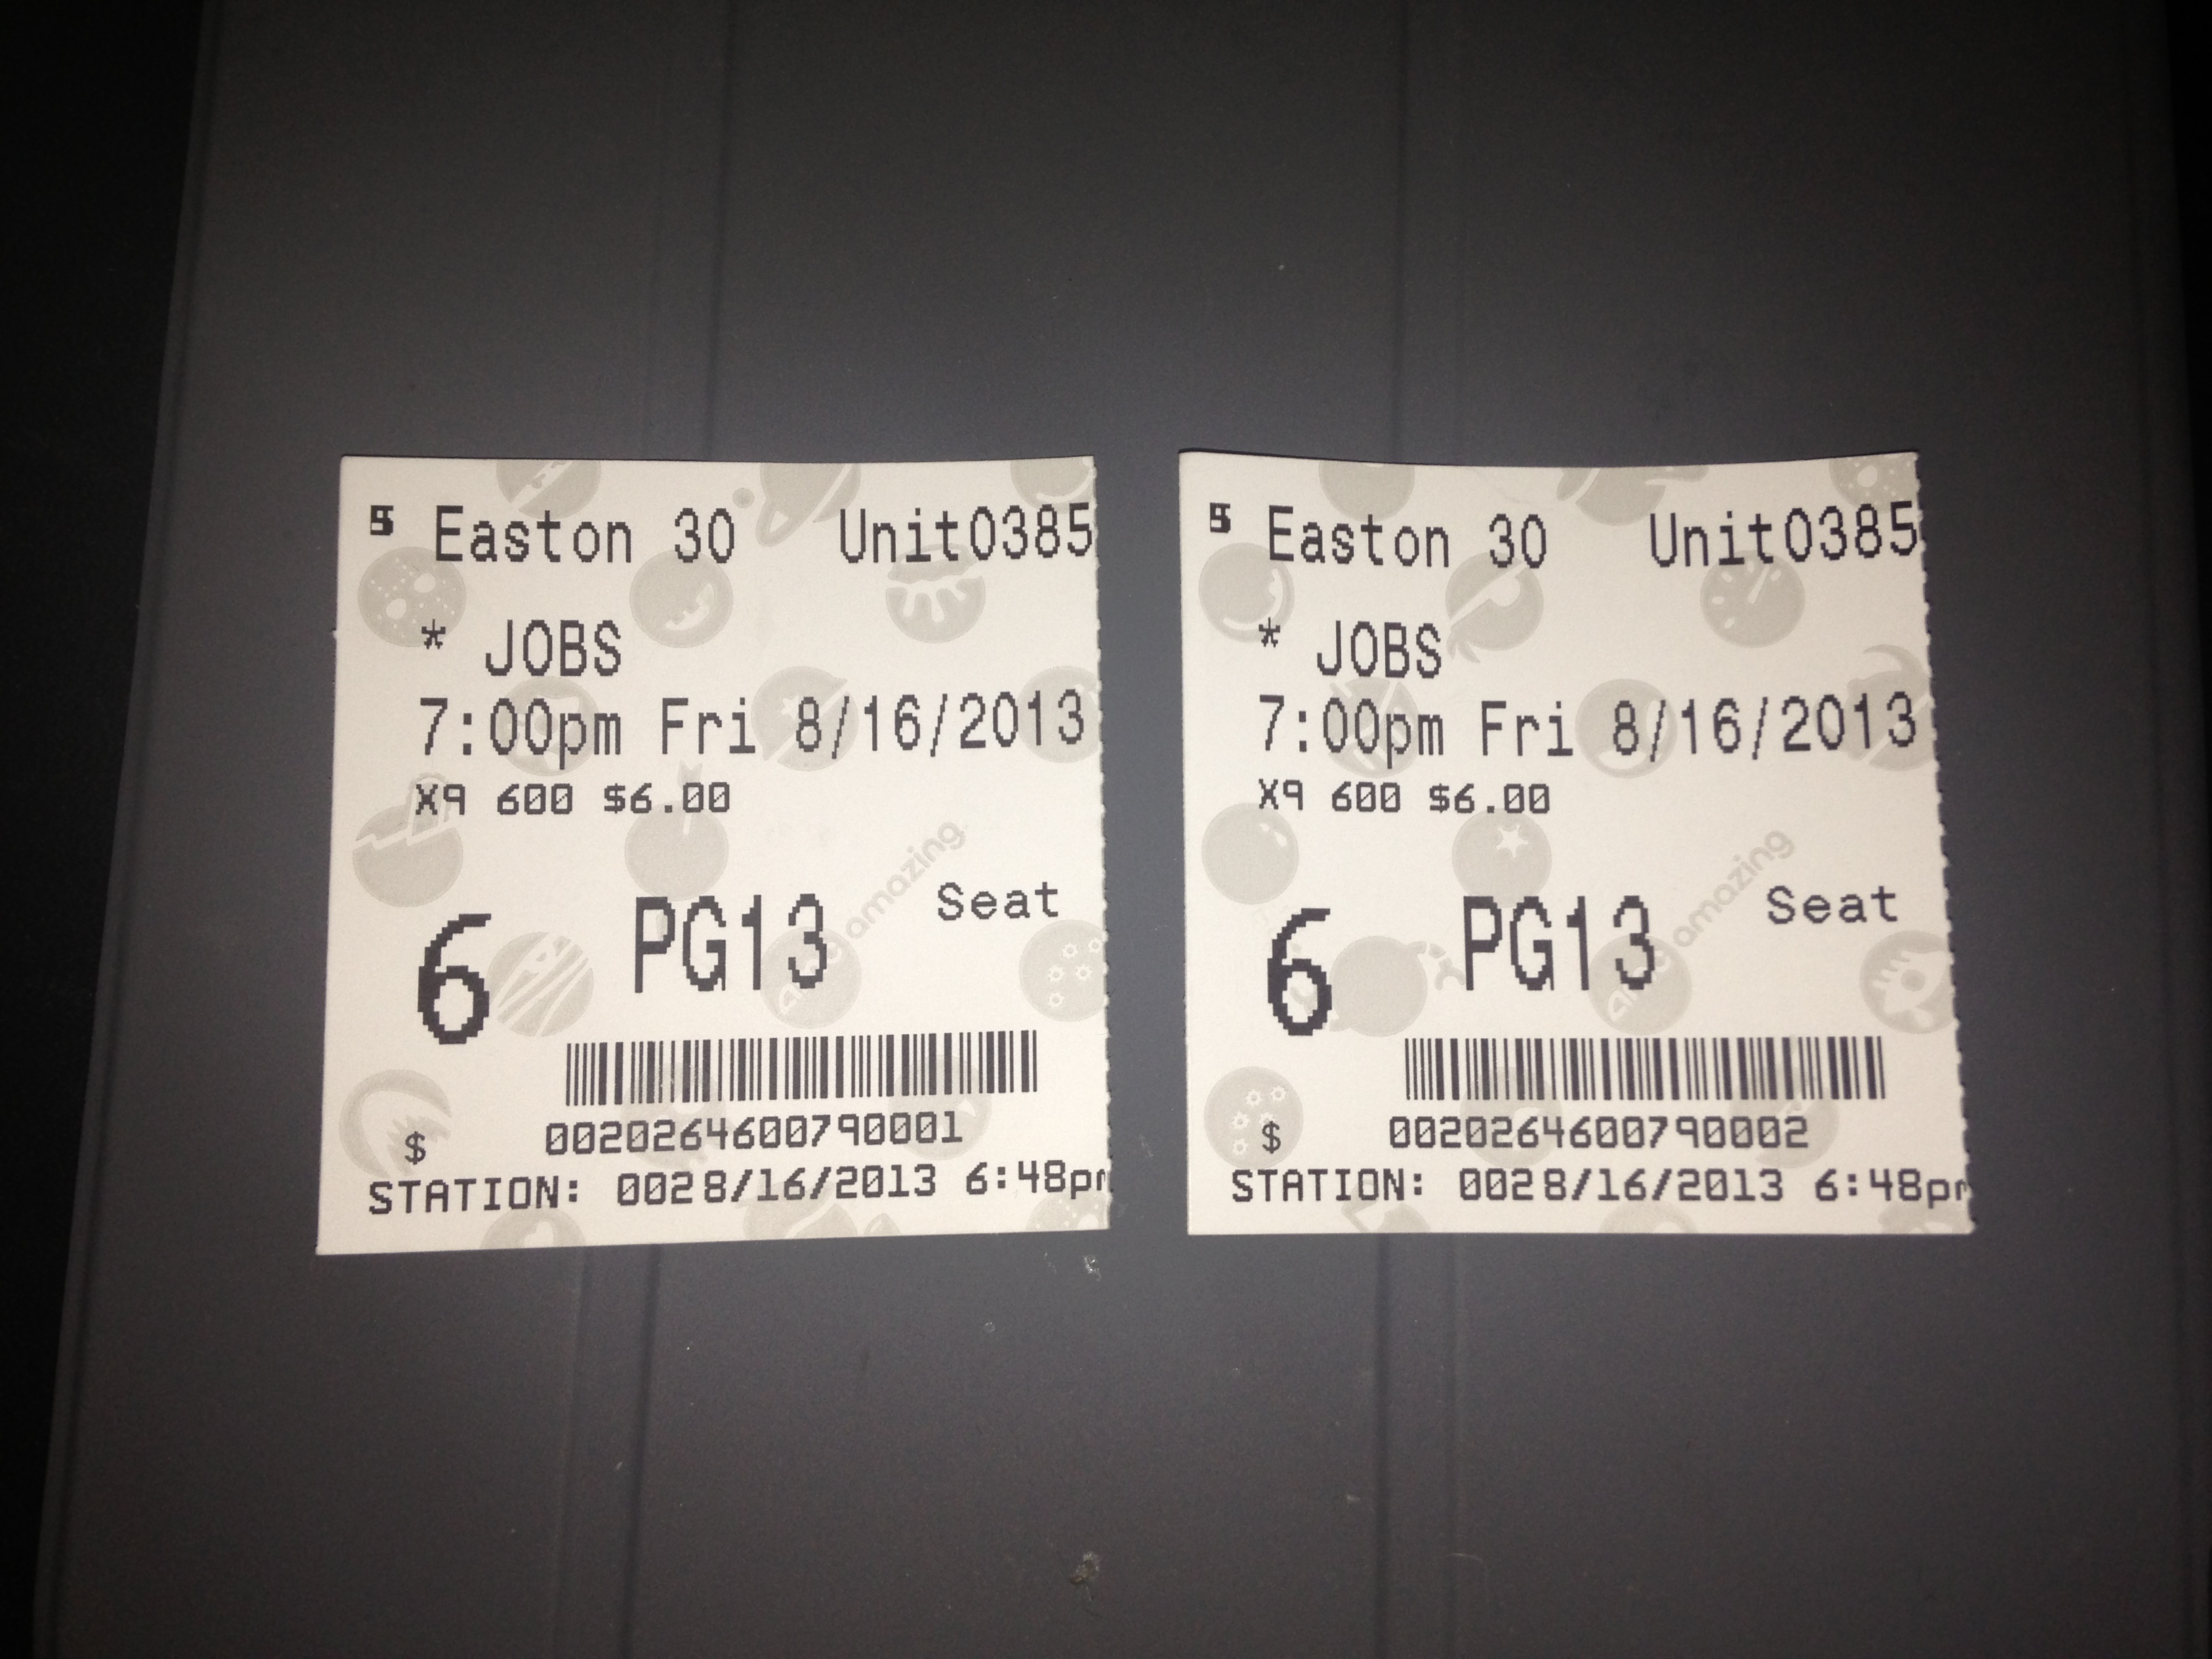 5 Easton 30 Unit0385
* JOBS
7:00pm Fri 8/16/2013
X9 600 $6.00
amazing
Seat
6 PG13
0020264600790001
$
STATION: 0028/16/2013 6:48pm
5 Easton 30 Unit0385
* JOBS
7:00pm Fri 8/16/2013
X9 600 $6.00
amazing
Seat
6 PG13
0020264600790002
$
STATION: 0028/16/2013 6:48pm